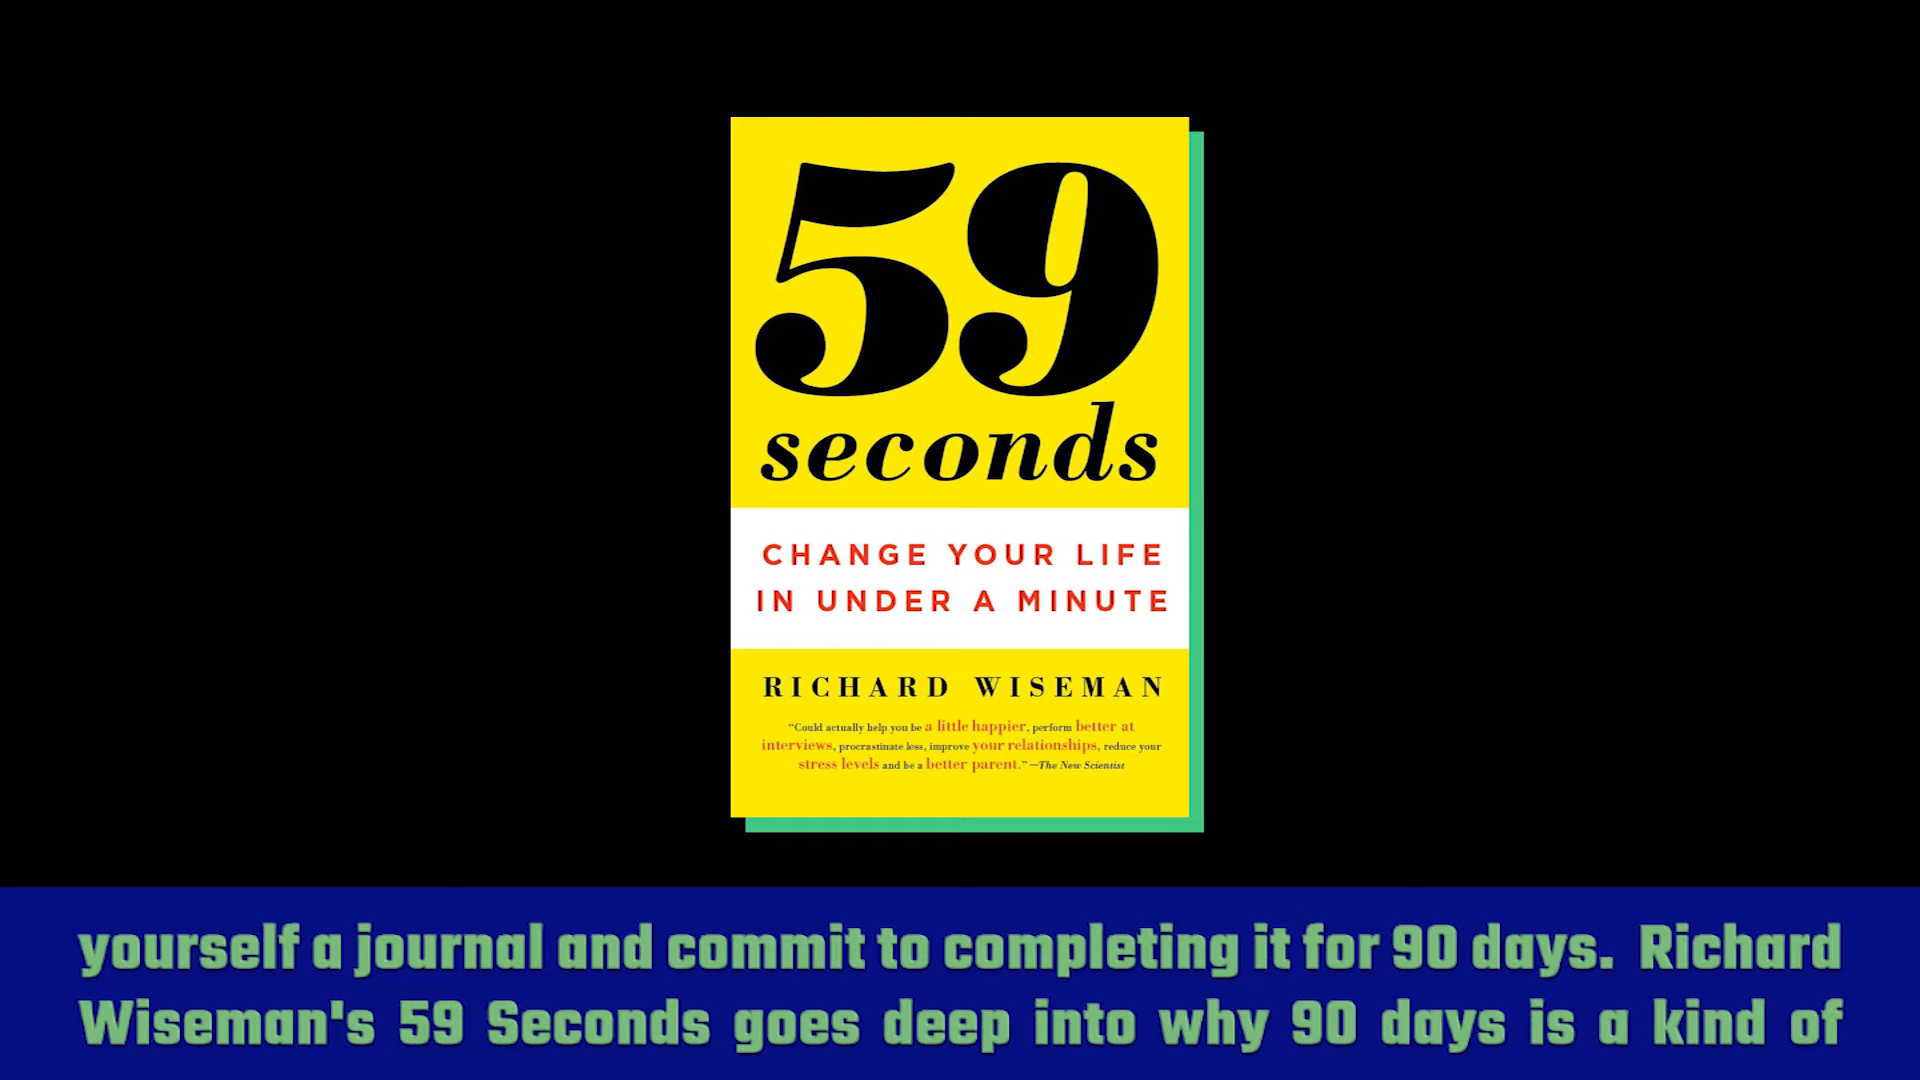 59
seconds
CHANGE YOUR LIFE
IN UNDER A MINUTE
RICHARD WISEMAN
“Could actually help you be a little happier, perform better at
interviews, procrastinate less, improve your relationships, reduce your
stress levels and be a better parent.” —The New Scientist
yourself a journal and commit to completing it for 90 days. Richard
Wiseman's 59 Seconds goes deep into why 90 days is a kind of